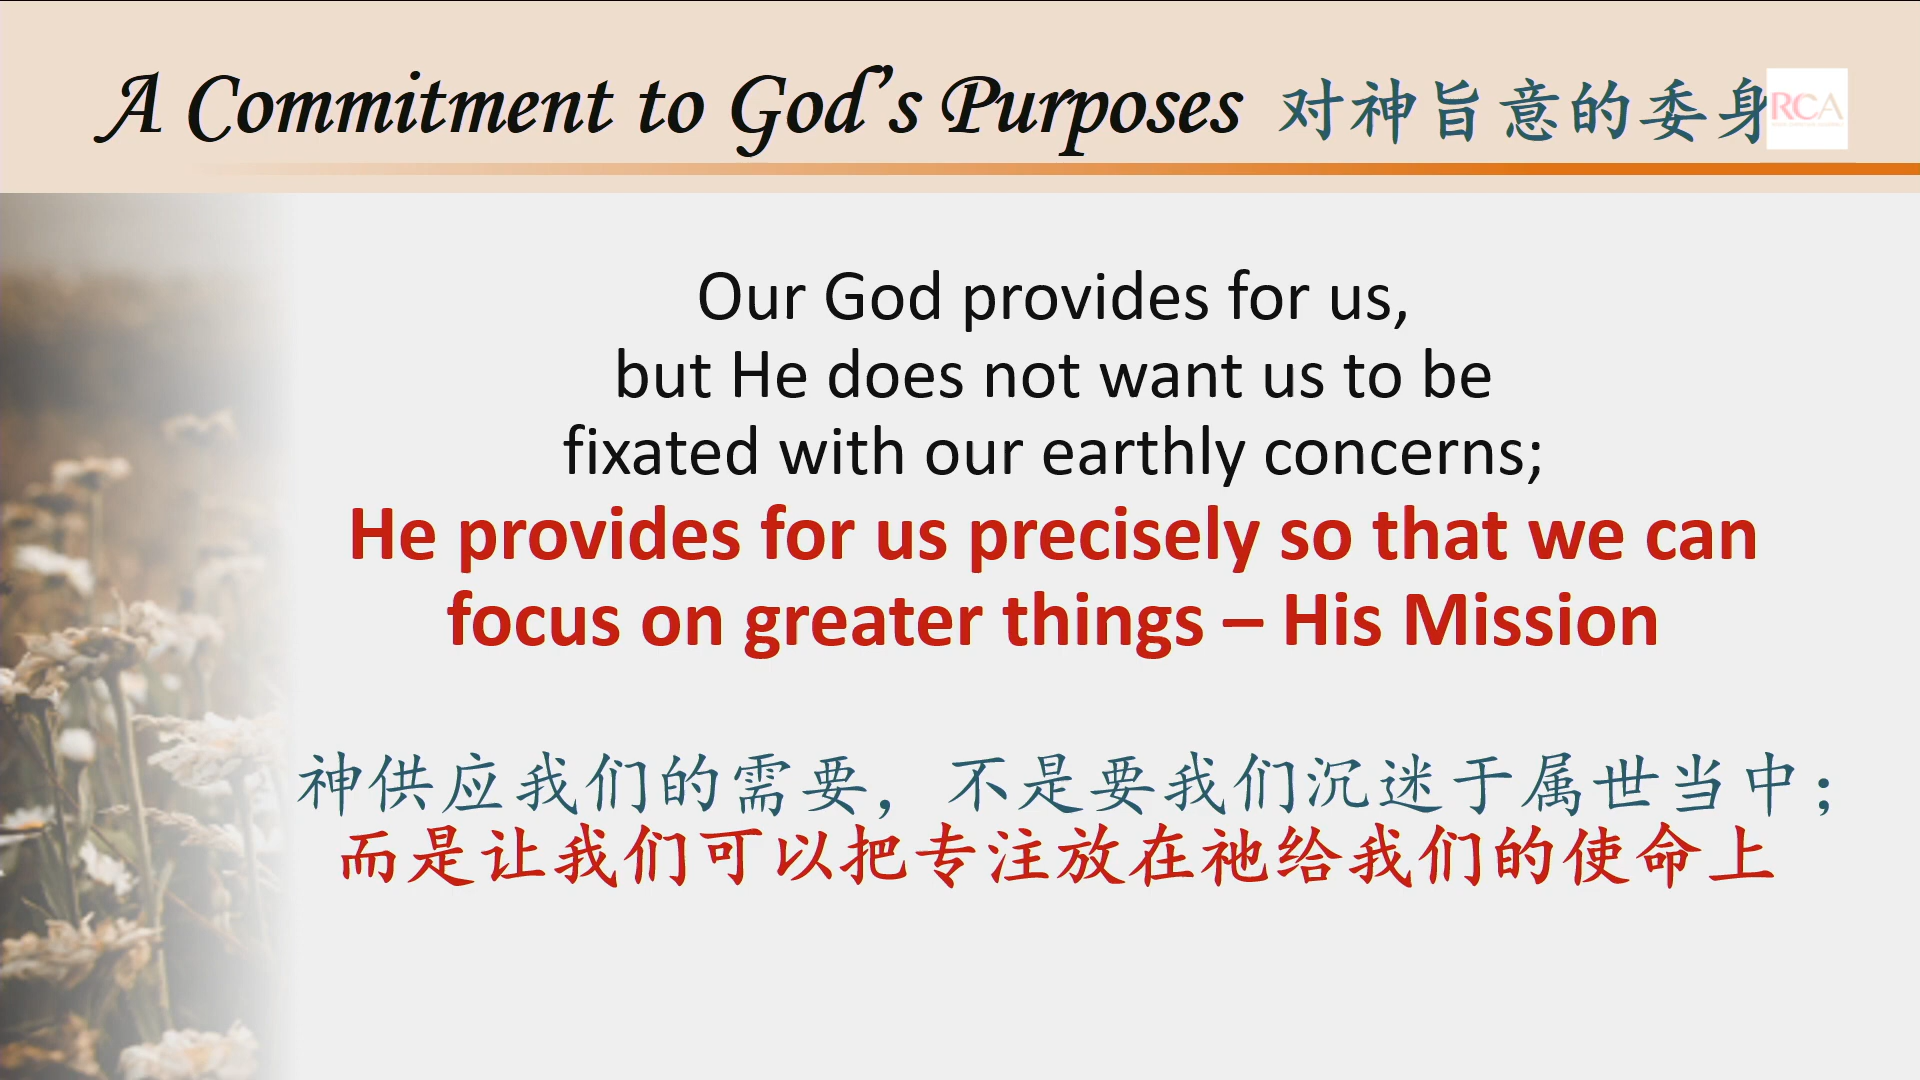 A Commitment to God's Purposes 对神旨意的委身
RCA
Our God provides for us,
but He does not want us to be
fixated with our earthly concerns;
He provides for us precisely so that we can
focus on greater things – His Mission
神供应我们的需要，不是要我们沉迷于属世当中；
而是让我们可以把专注放在祂给我们的使命上